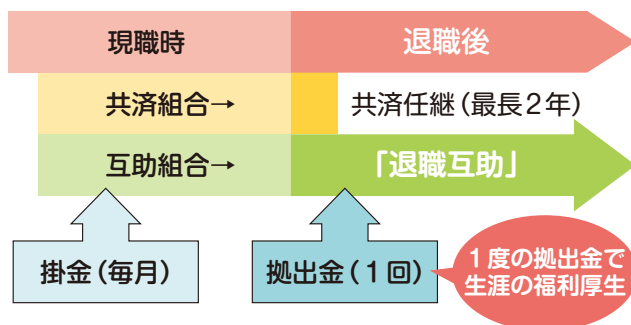 現職時
退職後
共済組合→
共済任継(最長2年)
互助組合→
「退職互助」
掛金(毎月)
拠出金(1回)
1度の拠出金で
生涯の福利厚生